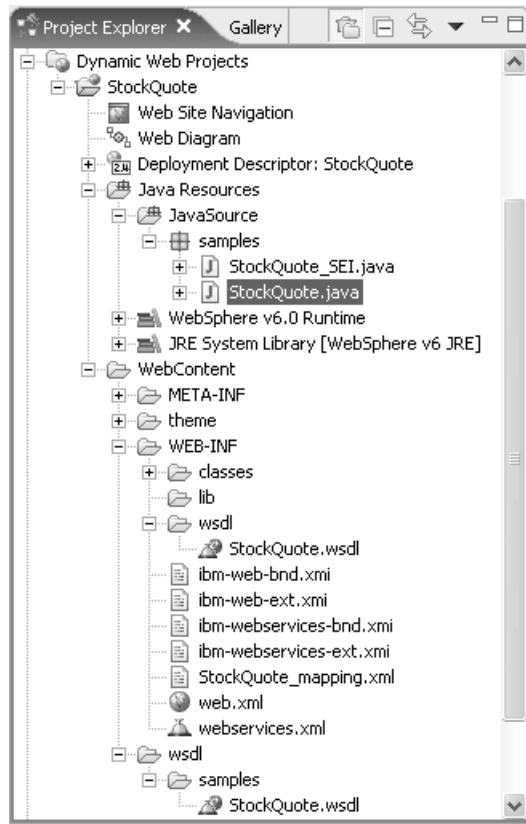 Project Explorer Gallery
Dynamic Web Projects
StockQuote
Web Site Navigation
Web Diagram
2.4 Deployment Descriptor: StockQuote
Java Resources
JavaSource
samples
J StockQuote_SEI.java
J StockQuote.java
WebSphere v6.0 Runtime
JRE System Library [WebSphere v6 JRE]
WebContent
META-INF
theme
WEB-INF
classes
lib
wsdl
StockQuote.wsdl
ibm-web-bnd.xmi
ibm-web-ext.xmi
ibm-webservices-bnd.xmi
ibm-webservices-ext.xmi
StockQuote_mapping.xml
web.xml
webservices.xml
wsdl
samples
StockQuote.wsdl